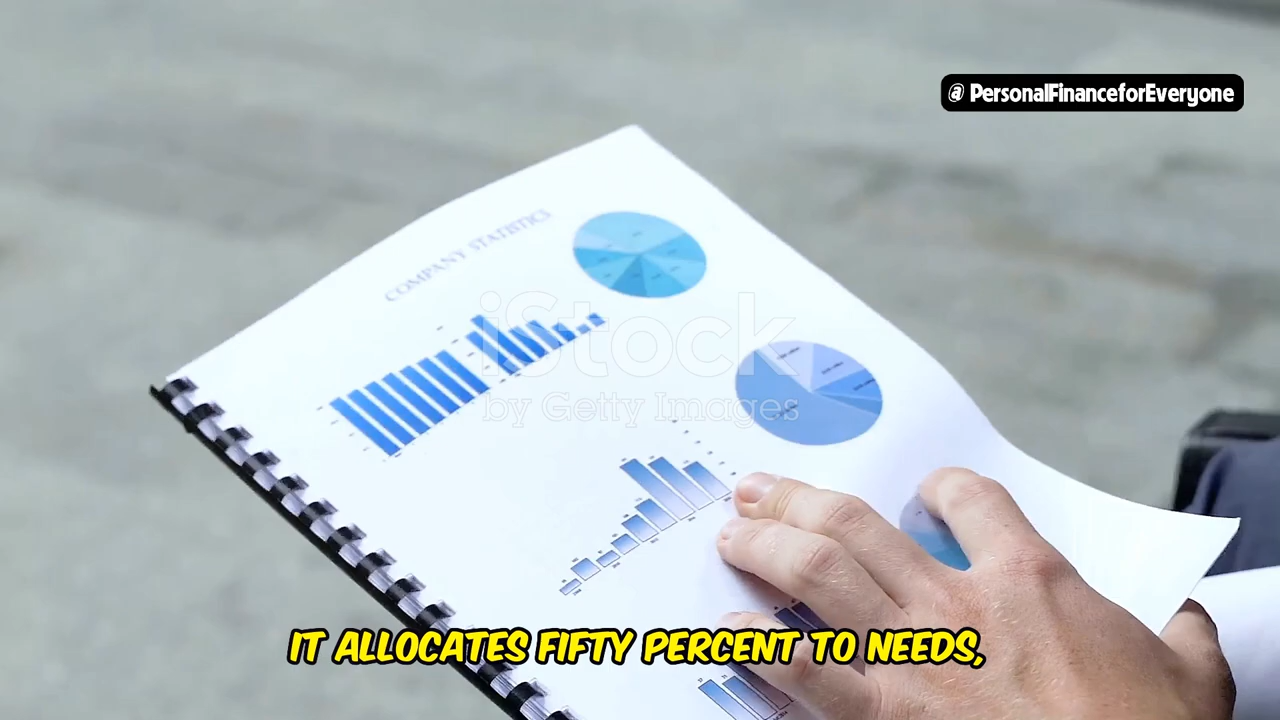 @ PersonalFinanceforEveryone
COMPANY STATISTICS
iStock
by Getty Images
IT ALLOCATES FIFTY PERCENT TO NEEDS,